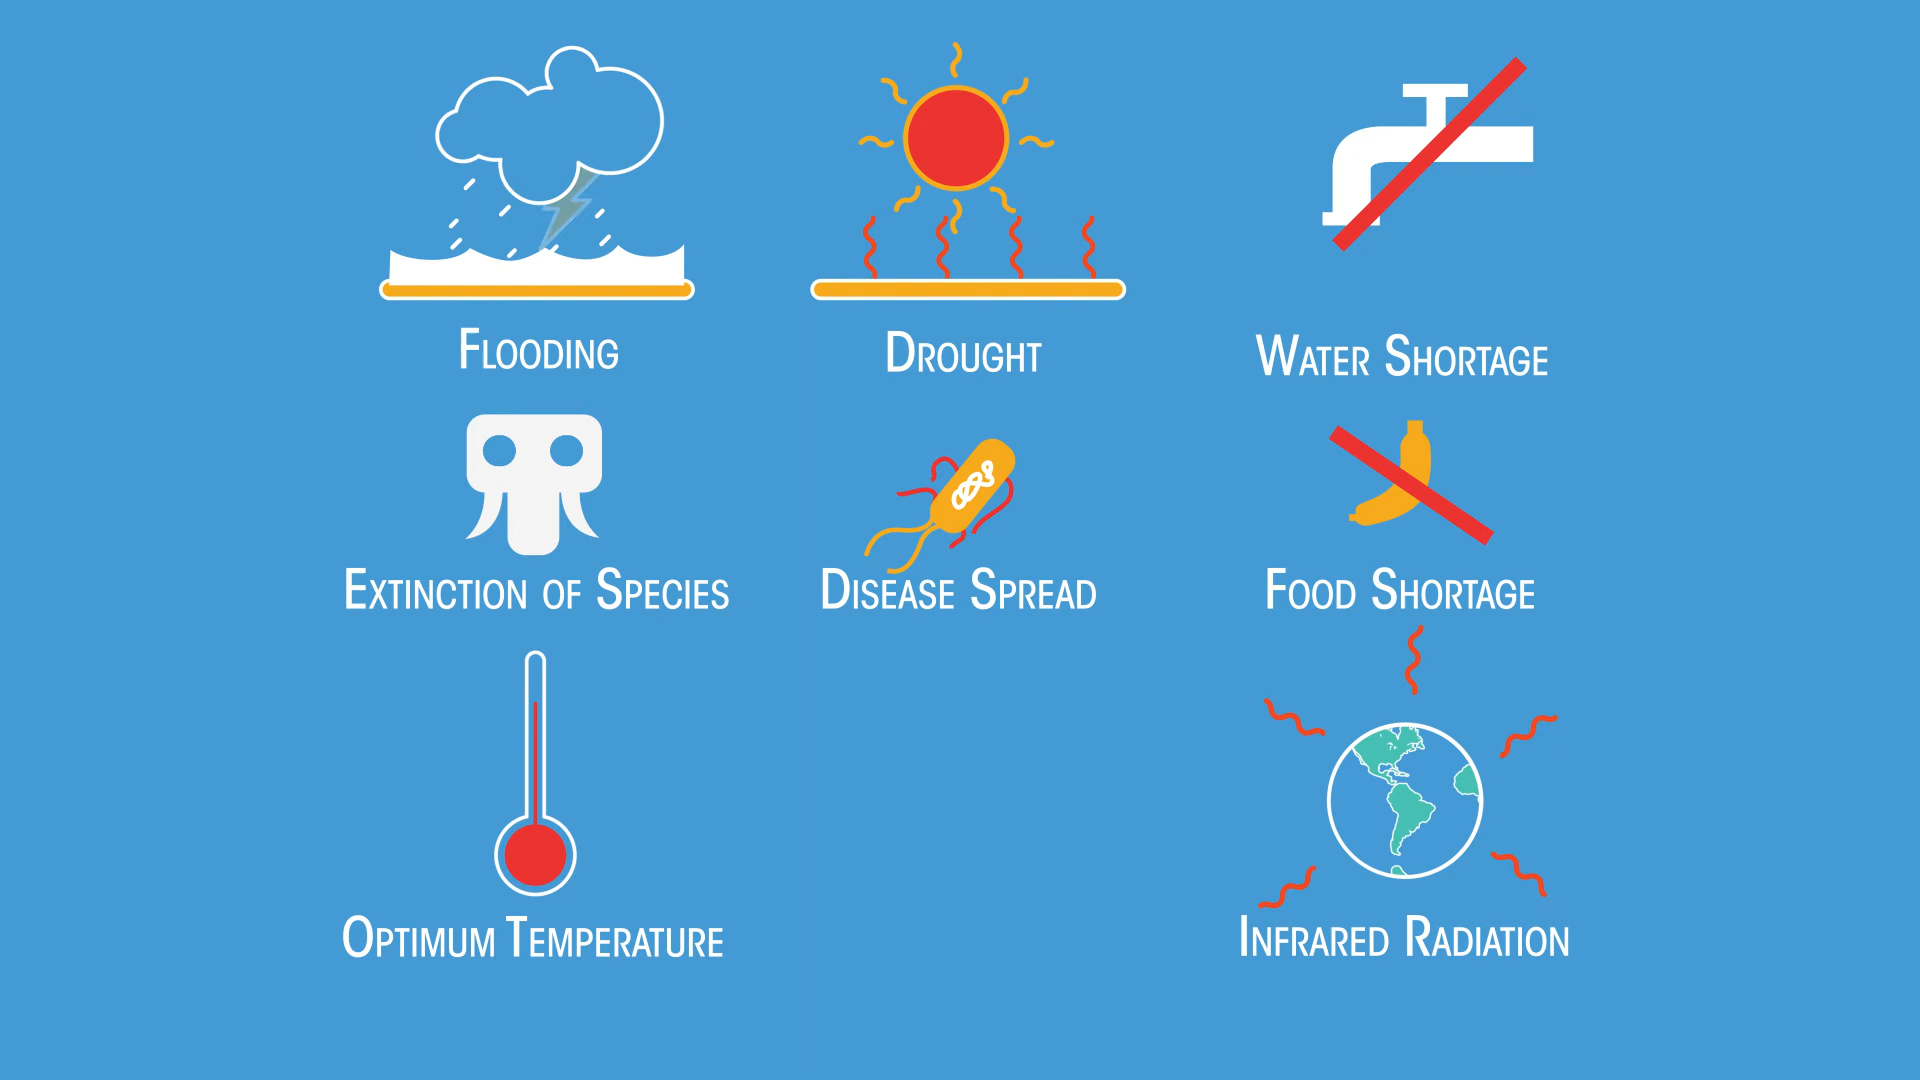 Flooding
Drought
Water Shortage
Extinction of Species
Disease Spread
Food Shortage
Optimum Temperature
Infrared Radiation